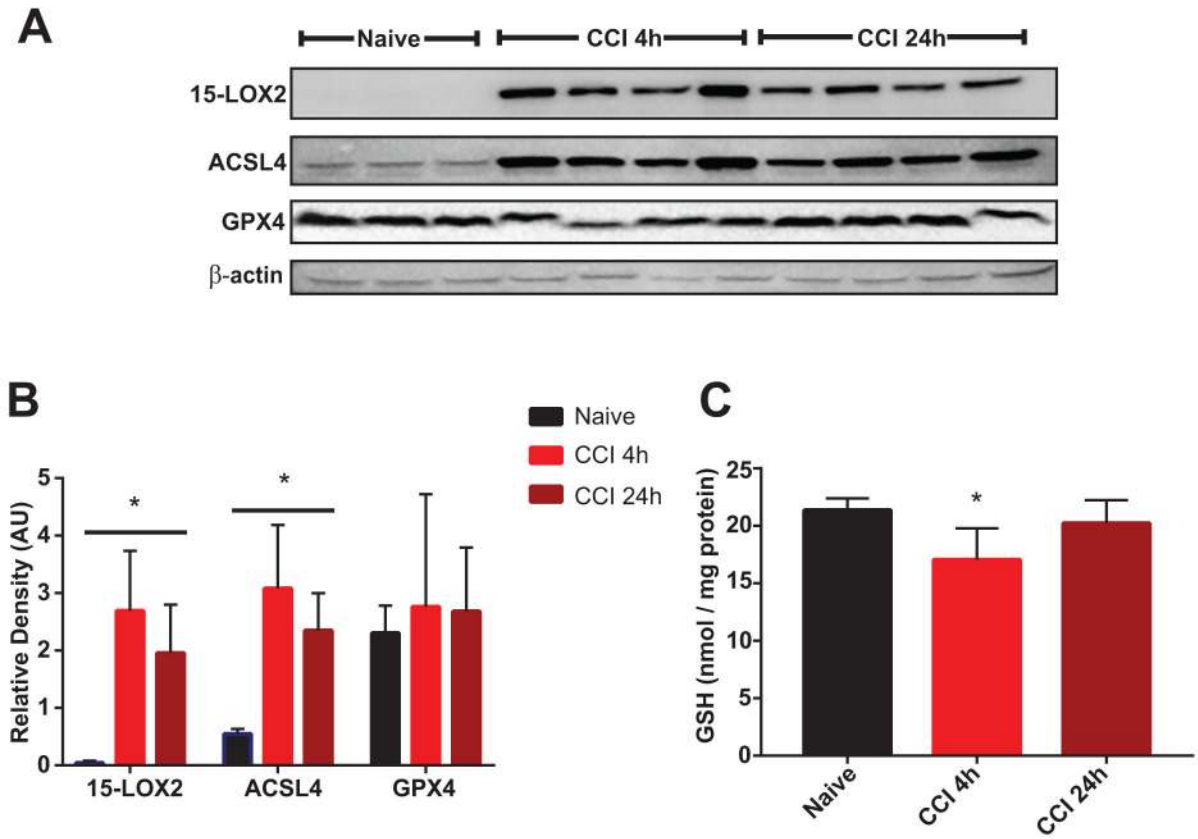 A
Naive CCI 4h CCI 24h
15-LOX2
ACSL4
GPX4
β-actin
B
Naive
CCI 4h
CCI 24h
Relative Density (AU)
5
4
3
2
1
0
*
*
15-LOX2 ACSL4 GPX4
C
GSH (nmol / mg protein)
25
20
15
10
5
0
*
Naive CCI 4h CCI 24h